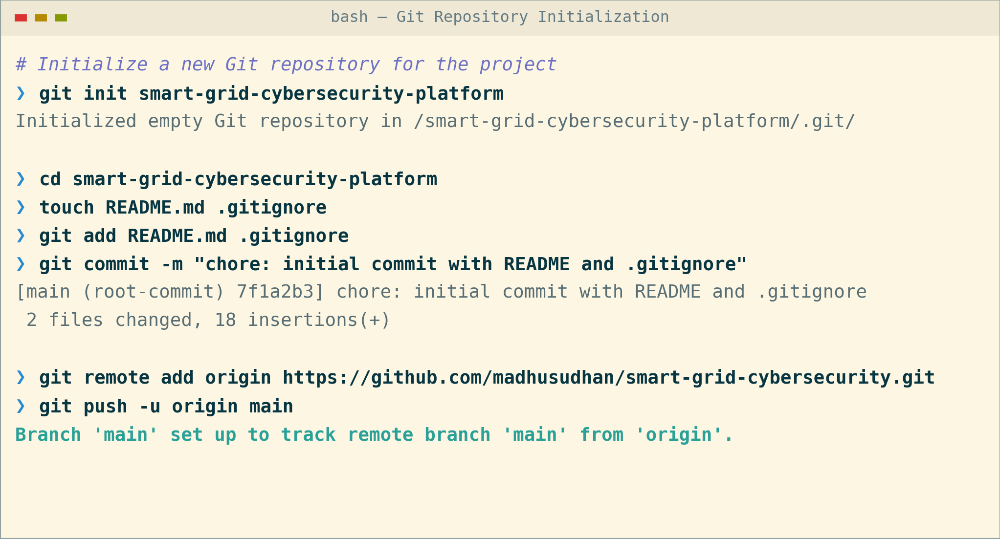 bash — Git Repository Initialization
# Initialize a new Git repository for the project
❯ git init smart-grid-cybersecurity-platform
Initialized empty Git repository in /smart-grid-cybersecurity-platform/.git/
❯ cd smart-grid-cybersecurity-platform
❯ touch README.md .gitignore
❯ git add README.md .gitignore
❯ git commit -m "chore: initial commit with README and .gitignore"
[main (root-commit) 7f1a2b3] chore: initial commit with README and .gitignore
 2 files changed, 18 insertions(+)
❯ git remote add origin https://github.com/madhusudhan/smart-grid-cybersecurity.git
❯ git push -u origin main
Branch 'main' set up to track remote branch 'main' from 'origin'.